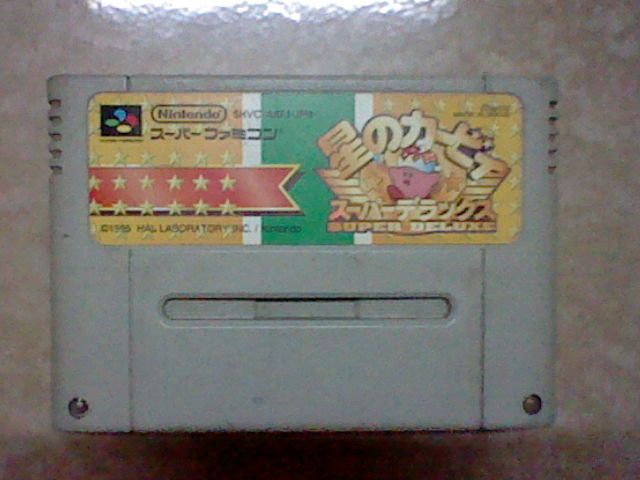 Nintendo
スーパーファミコン
星のカービィ
スーパーデラックス
SUPER DELUXE
©1995 HAL LABORATORY INC. / Nintendo